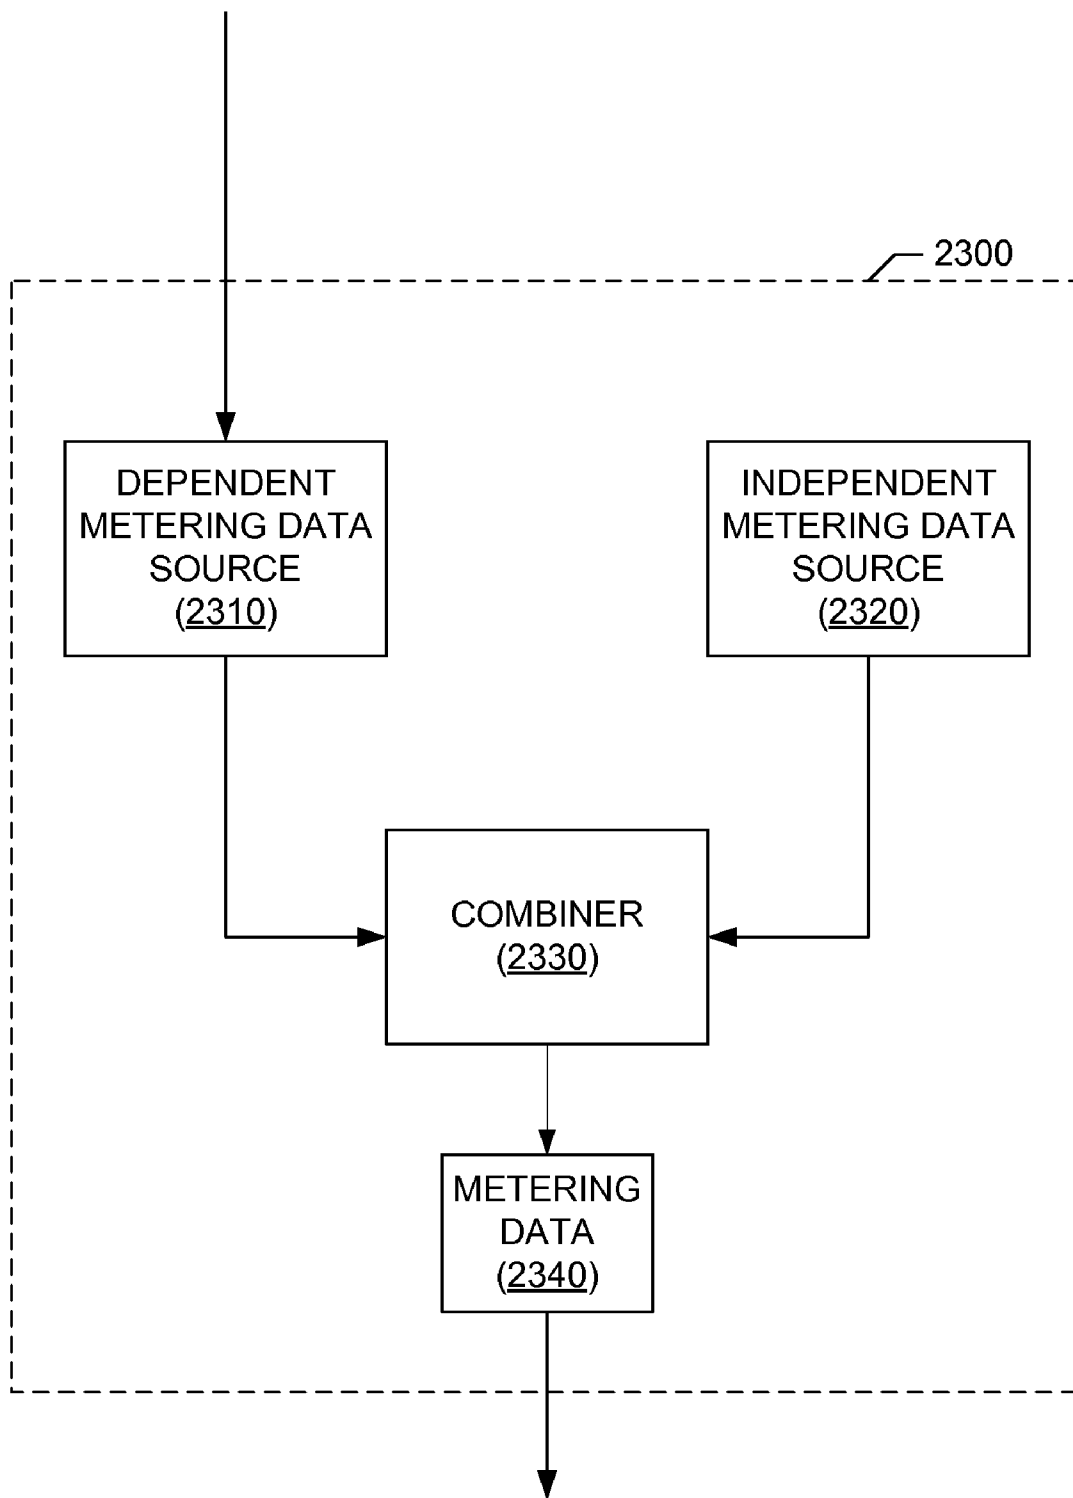 2300
DEPENDENT
METERING DATA
SOURCE
(2310)
INDEPENDENT
METERING DATA
SOURCE
(2320)
COMBINER
(2330)
METERING
DATA
(2340)